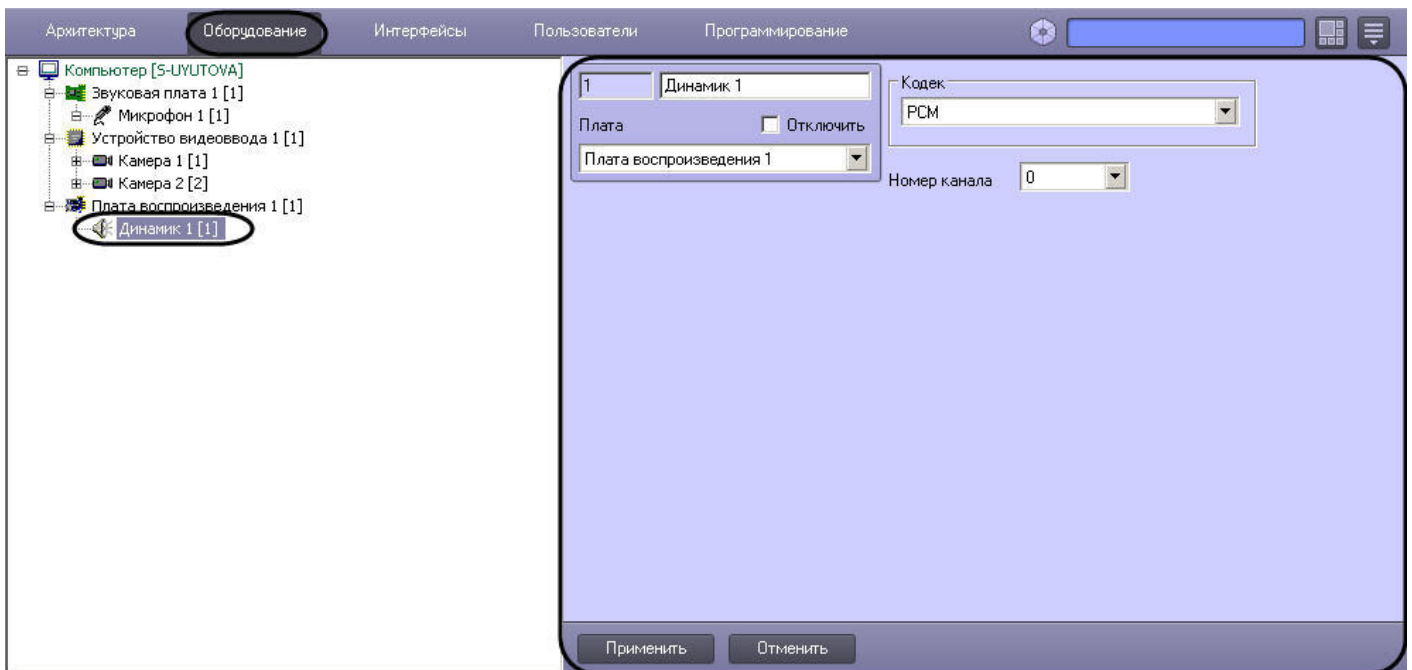 Архитектура Оборудование Интерфейсы Пользователи Программирование
Компьютер [S-UYUTOVA]
Звуковая плата 1 [1]
Микрофон 1 [1]
Устройство видеоввода 1 [1]
Камера 1 [1]
Камера 2 [2]
Плата воспроизведения 1 [1]
Динамик 1 [1]
1 Динамик 1
Плата Отключить
Плата воспроизведения 1
Кодек
PCM
Номер канала 0
Применить Отменить